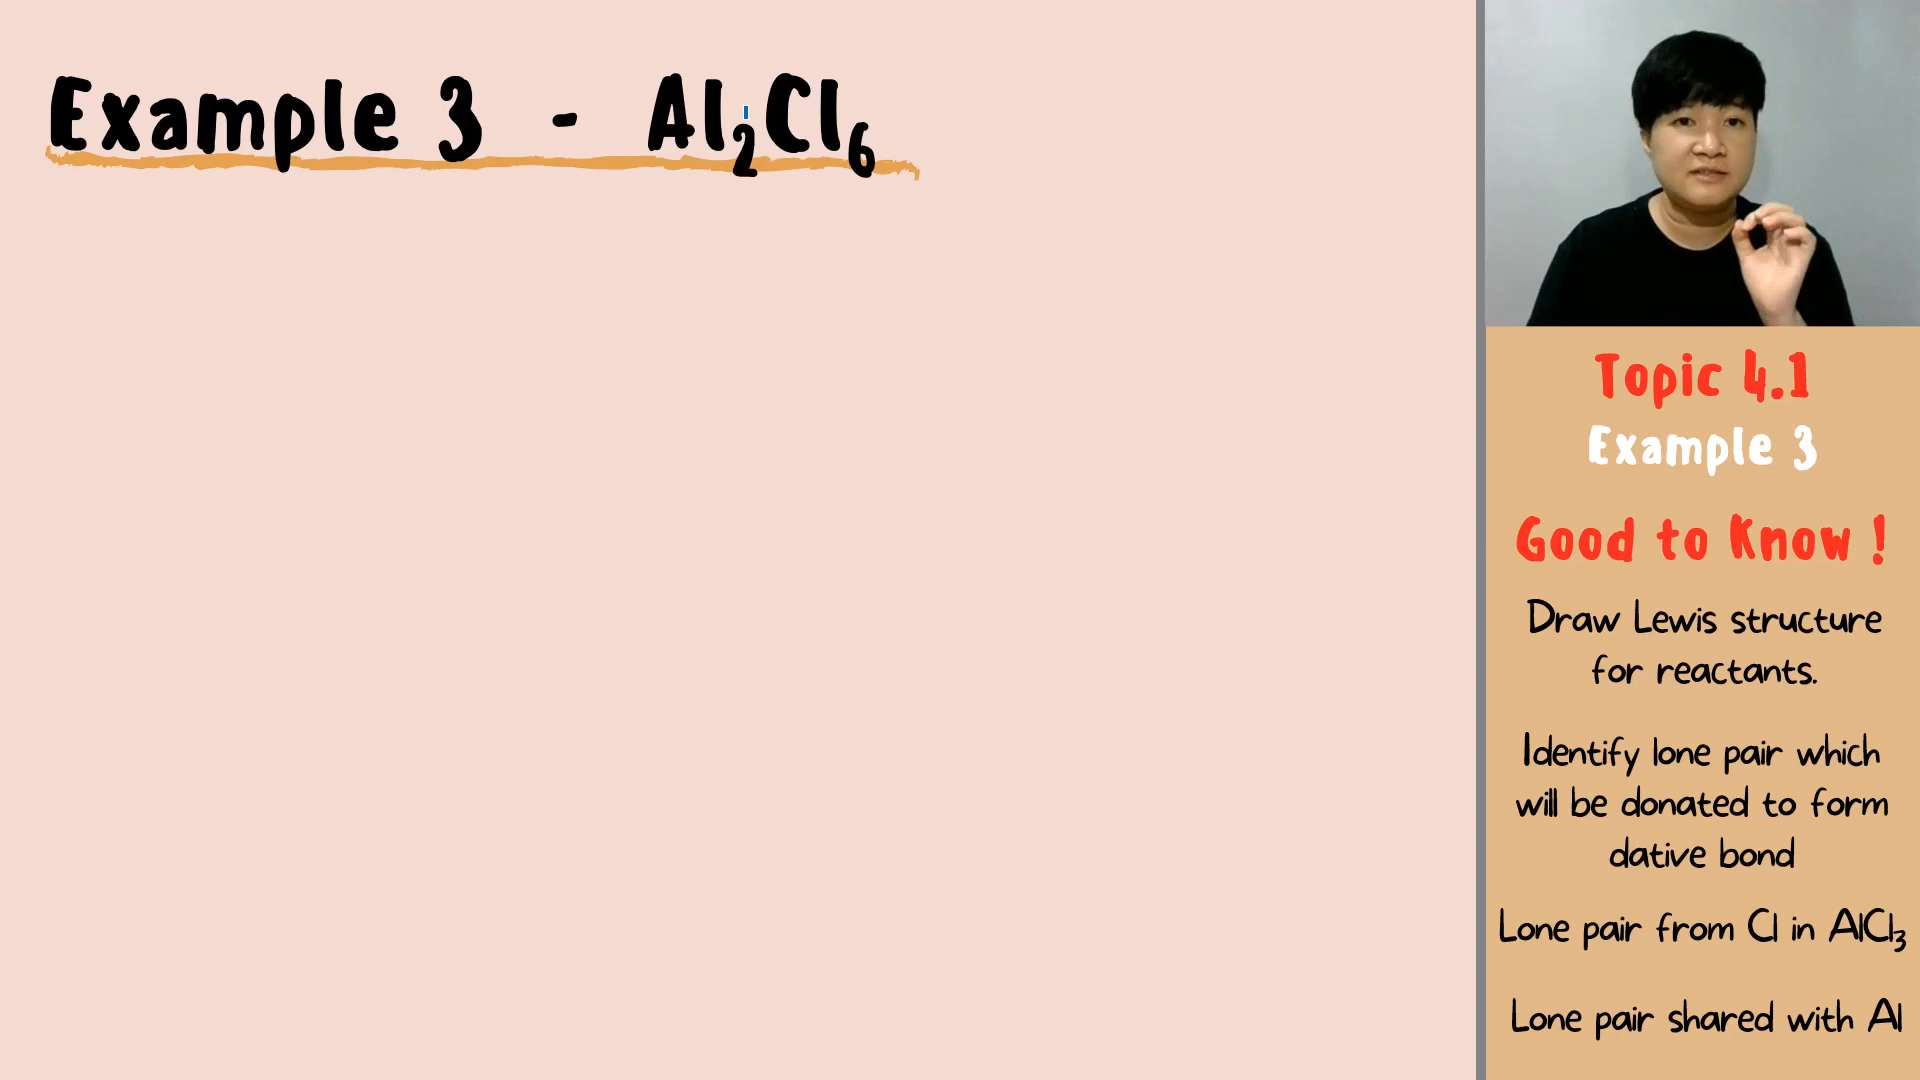 Example 3 - Al₂Cl₆
Topic 4.1
Example 3
Good to Know !
Draw Lewis structure
for reactants.
Identify lone pair which
will be donated to form
dative bond
Lone pair from Cl in AlCl₃
Lone pair shared with Al